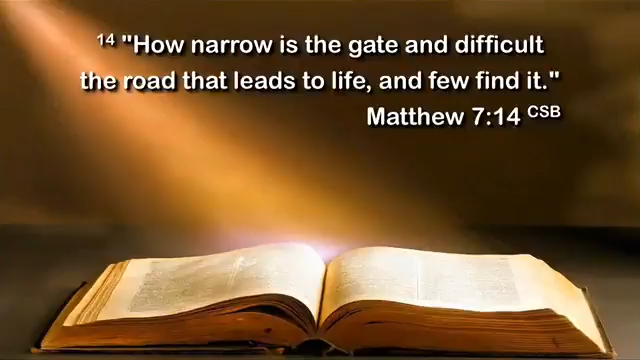 14 "How narrow is the gate and difficult
the road that leads to life, and few find it."
Matthew 7:14 CSB